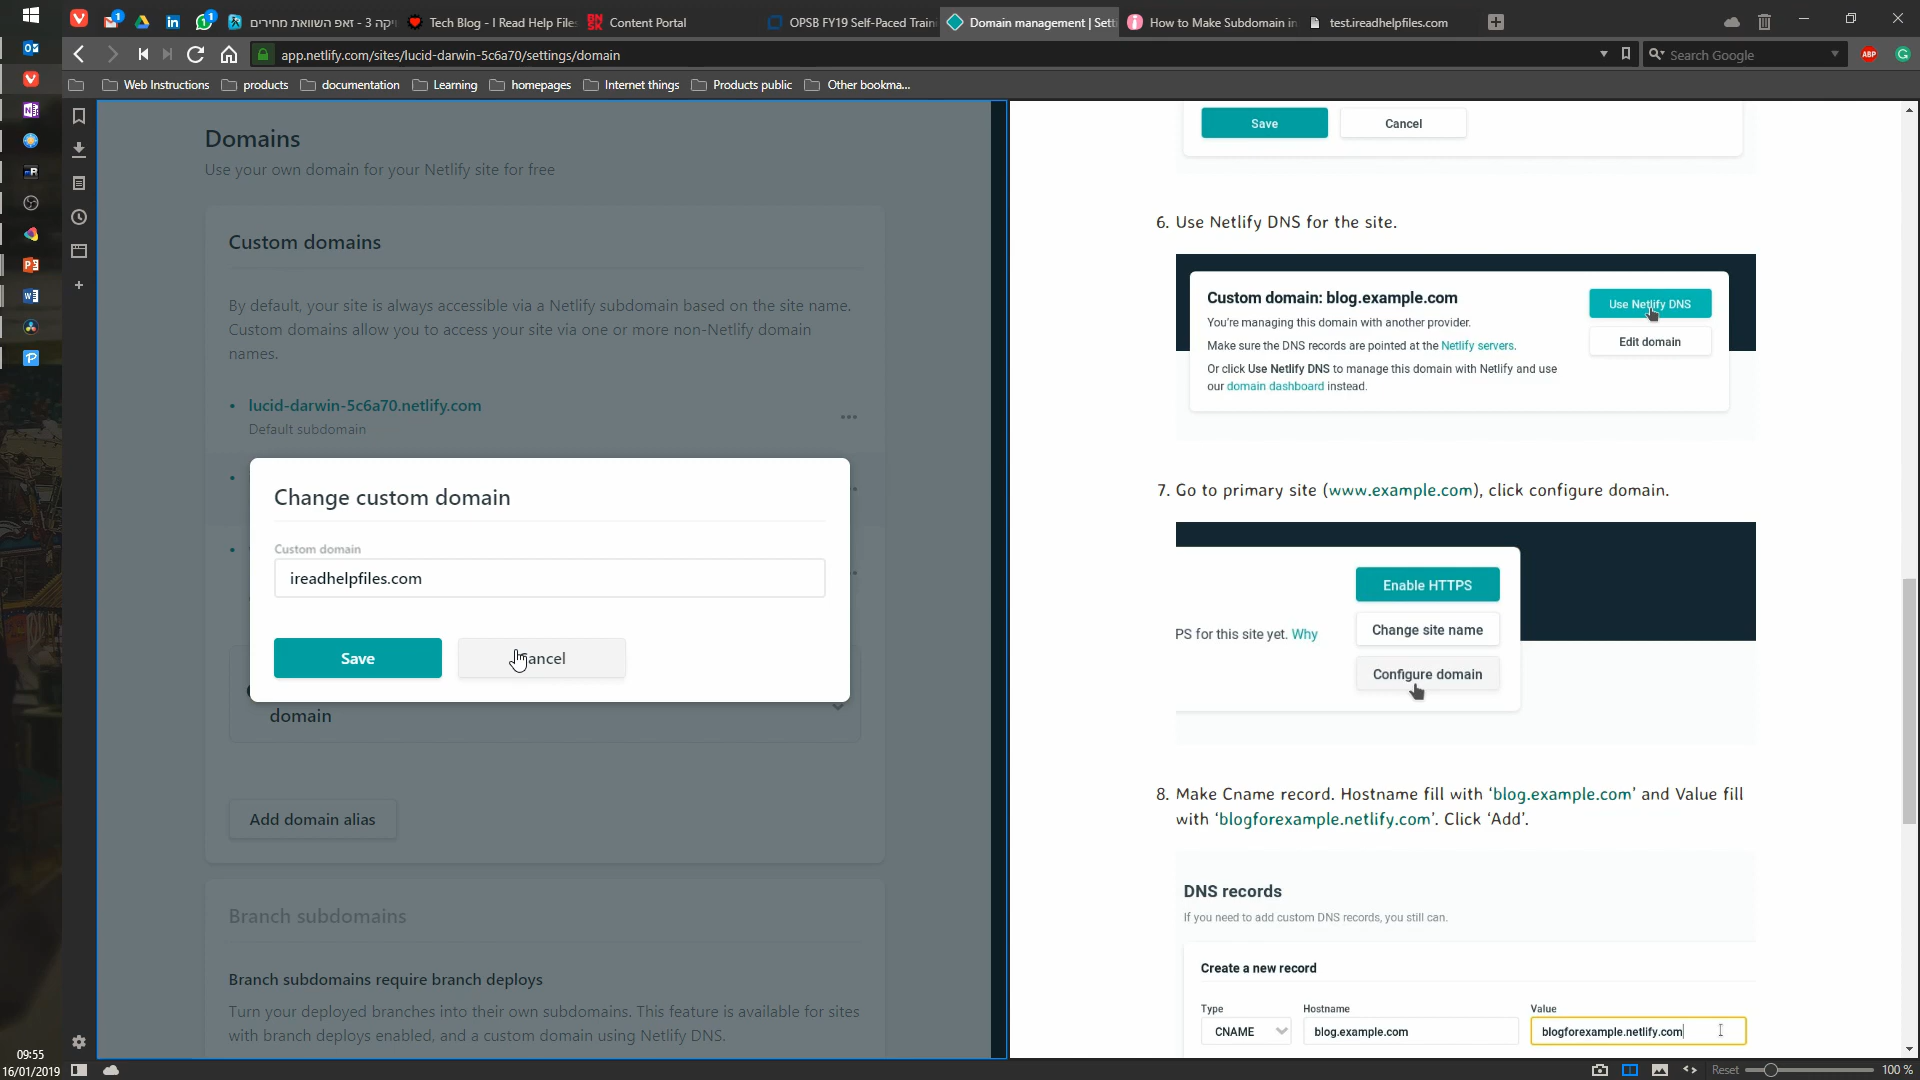 זאפ השוואת מחירים - 3
Tech Blog - I Read Help File
Content Portal
OPSB FY19 Self-Paced Traini
Domain management | Sett
How to Make Subdomain in
test.ireadhelpfiles.com
app.netlify.com/sites/lucid-darwin-5c6a70/settings/domain
Search Google
ABP
Web Instructions
products
documentation
Learning
homepages
Internet things
Products public
Other bookma...
Domains
Use your own domain for your Netlify site for free
Custom domains
By default, your site is always accessible via a Netlify subdomain based on the site name.
Custom domains allow you to access your site via one or more non-Netlify domain
names.
lucid-darwin-5c6a70.netlify.com
Default subdomain
Change custom domain
Custom domain
ireadhelpfiles.com
Save
Cancel
domain
Add domain alias
Branch subdomains
Branch subdomains require branch deploys
Turn your deployed branches into their own subdomains. This feature is available for sites
with branch deploys enabled, and a custom domain using Netlify DNS.
Save
Cancel
6. Use Netlify DNS for the site.
Custom domain: blog.example.com
You're managing this domain with another provider.
Make sure the DNS records are pointed at the Netlify servers.
Or click Use Netlify DNS to manage this domain with Netlify and use
our domain dashboard instead.
Use Netlify DNS
Edit domain
7. Go to primary site (www.example.com), click configure domain.
PS for this site yet. Why
Enable HTTPS
Change site name
Configure domain
8. Make Cname record. Hostname fill with ‘blog.example.com’ and Value fill
with ‘blogforexample.netlify.com’. Click ‘Add’.
DNS records
If you need to add custom DNS records, you still can.
Create a new record
Type
Hostname
Value
CNAME
blog.example.com
blogforexample.netlify.com
09:55
16/01/2019
Reset
100 %